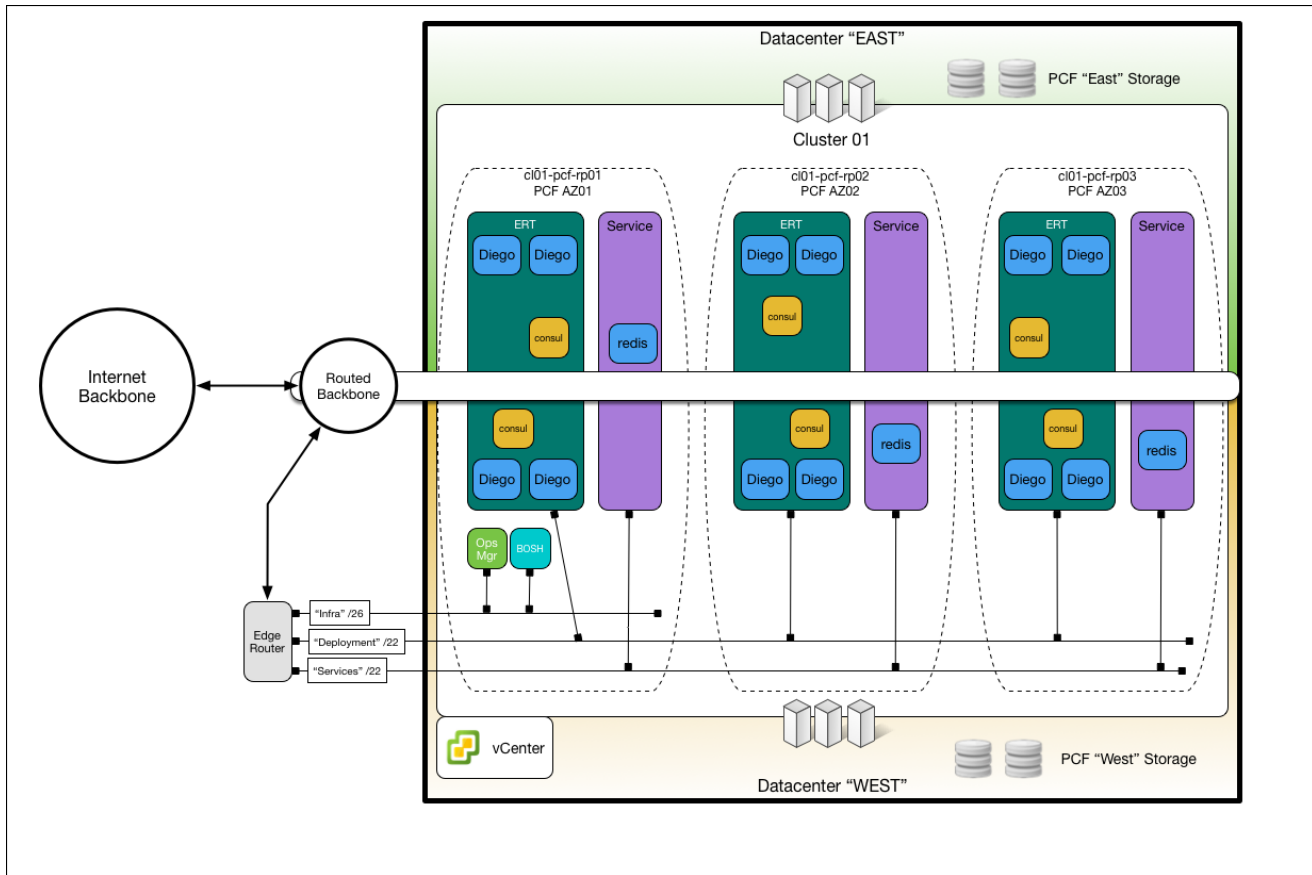 Datacenter “EAST”
PCF “East” Storage
Cluster 01
cl01-pcf-rp01
PCF AZ01
cl01-pcf-rp02
PCF AZ02
cl01-pcf-rp03
PCF AZ03
ERT
Service
ERT
Service
ERT
Service
Diego
Diego
Diego
Diego
Diego
Diego
consul
redis
consul
consul
Internet
Backbone
Routed
Backbone
consul
consul
redis
consul
redis
Diego
Diego
Diego
Diego
Diego
Diego
Ops
Mgr
BOSH
Edge
Router
“Infra” /26
“Deployment” /22
“Services” /22
vCenter
PCF “West” Storage
Datacenter “WEST”